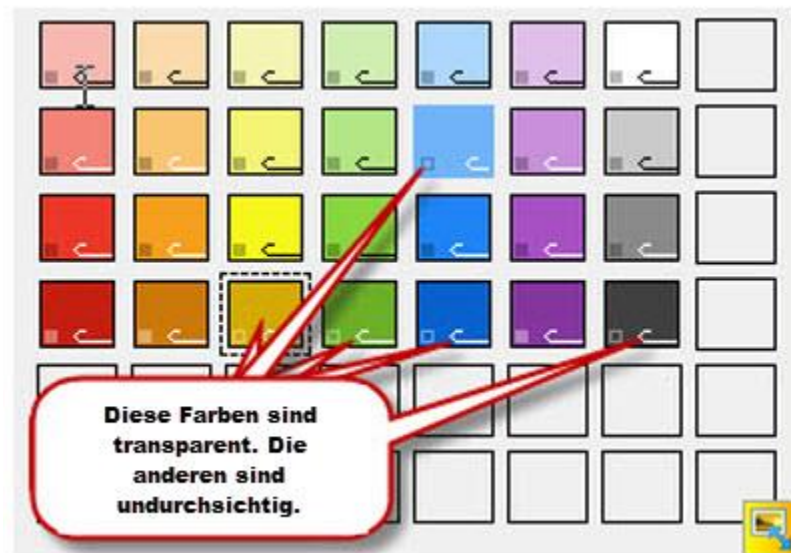 Diese Farben sind
transparent. Die
anderen sind
undurchsichtig.